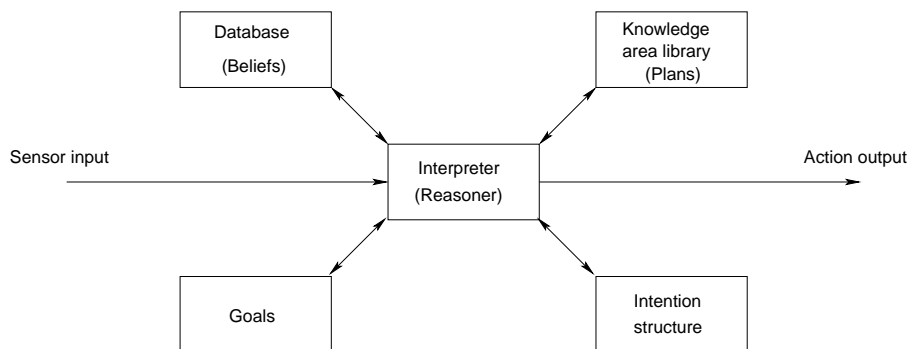 Database
(Beliefs)
Knowledge
area library
(Plans)
Sensor input
Interpreter
(Reasoner)
Action output
Goals
Intention
structure